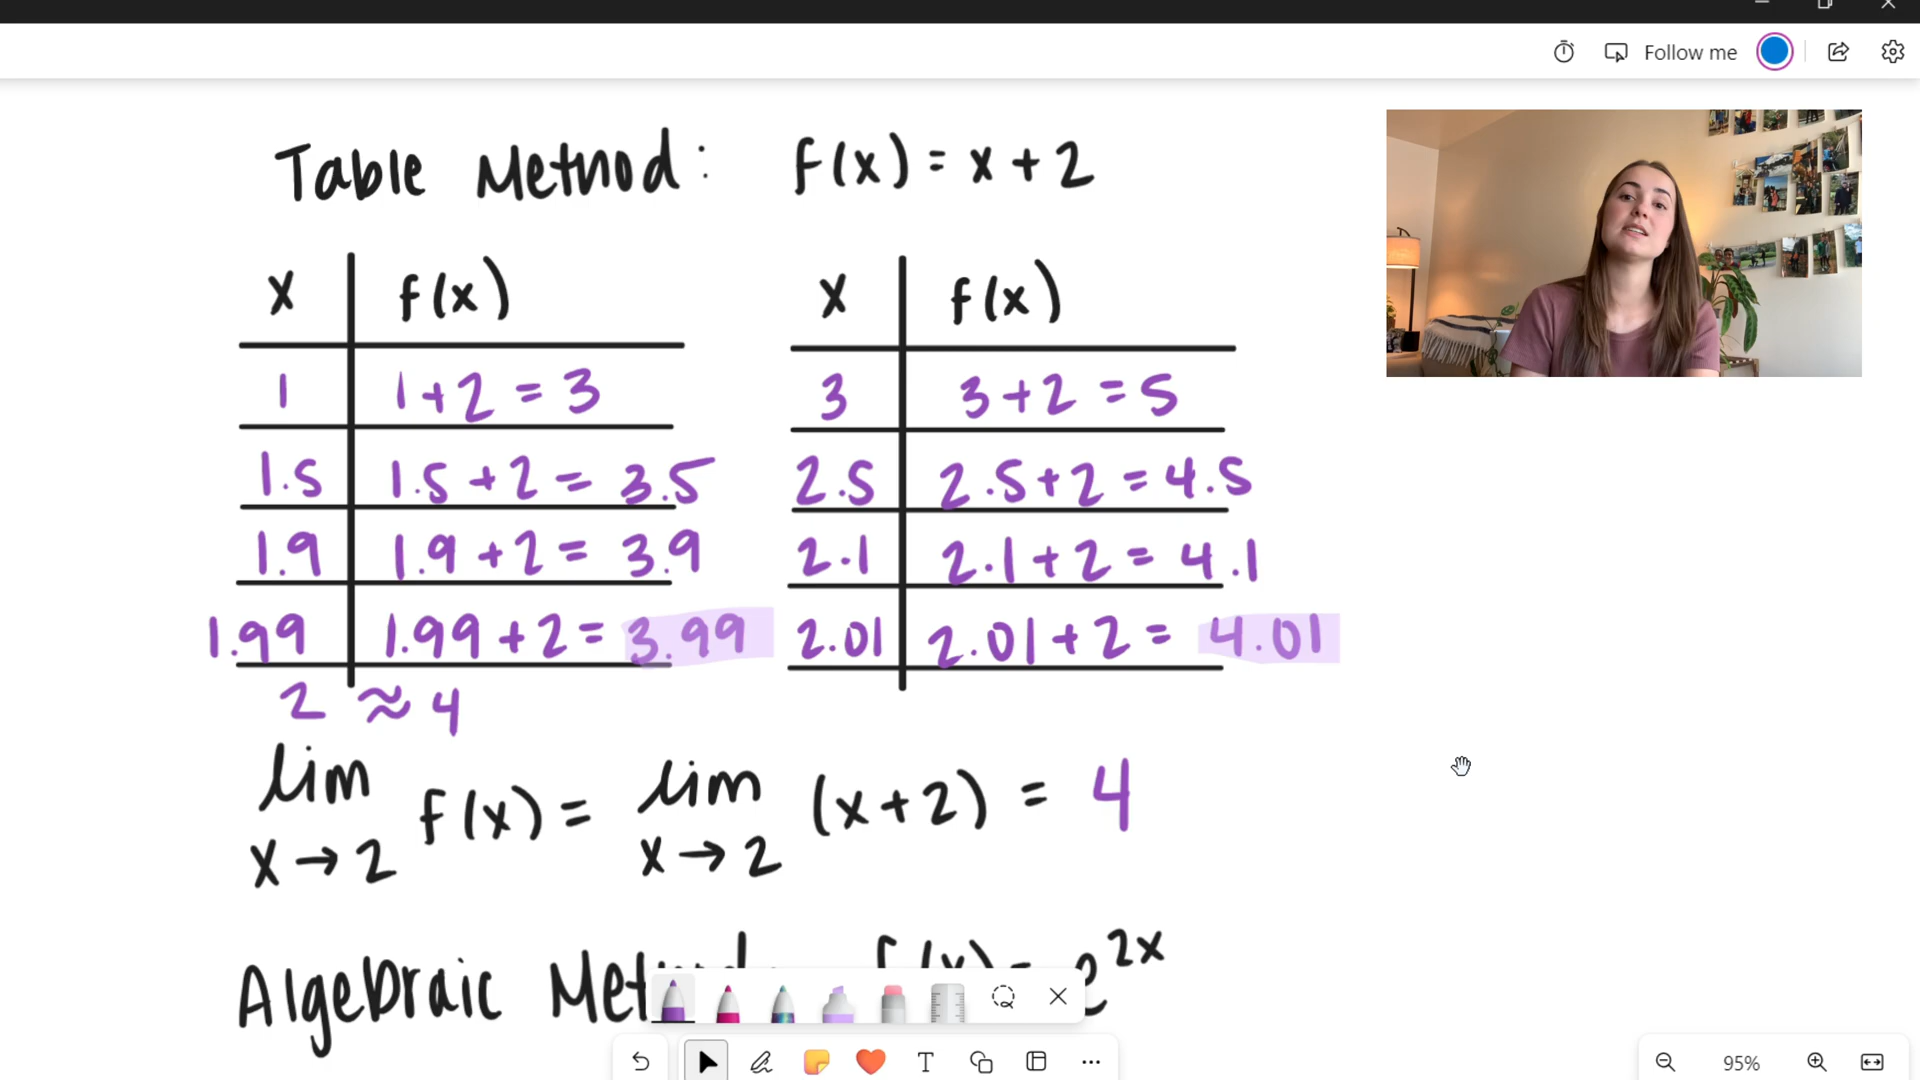 Follow me
Table Method: f(x) = x + 2
x f(x)
1 1 + 2 = 3
1.5 1.5 + 2 = 3.5
1.9 1.9 + 2 = 3.9
1.99 1.99 + 2 = 3.99
2 ≈ 4
x f(x)
3 3 + 2 = 5
2.5 2.5 + 2 = 4.5
2.1 2.1 + 2 = 4.1
2.01 2.01 + 2 = 4.01
lim f(x) = lim (x + 2) = 4
x → 2 x → 2
Algebraic Method: f(x) = e^2x
95%